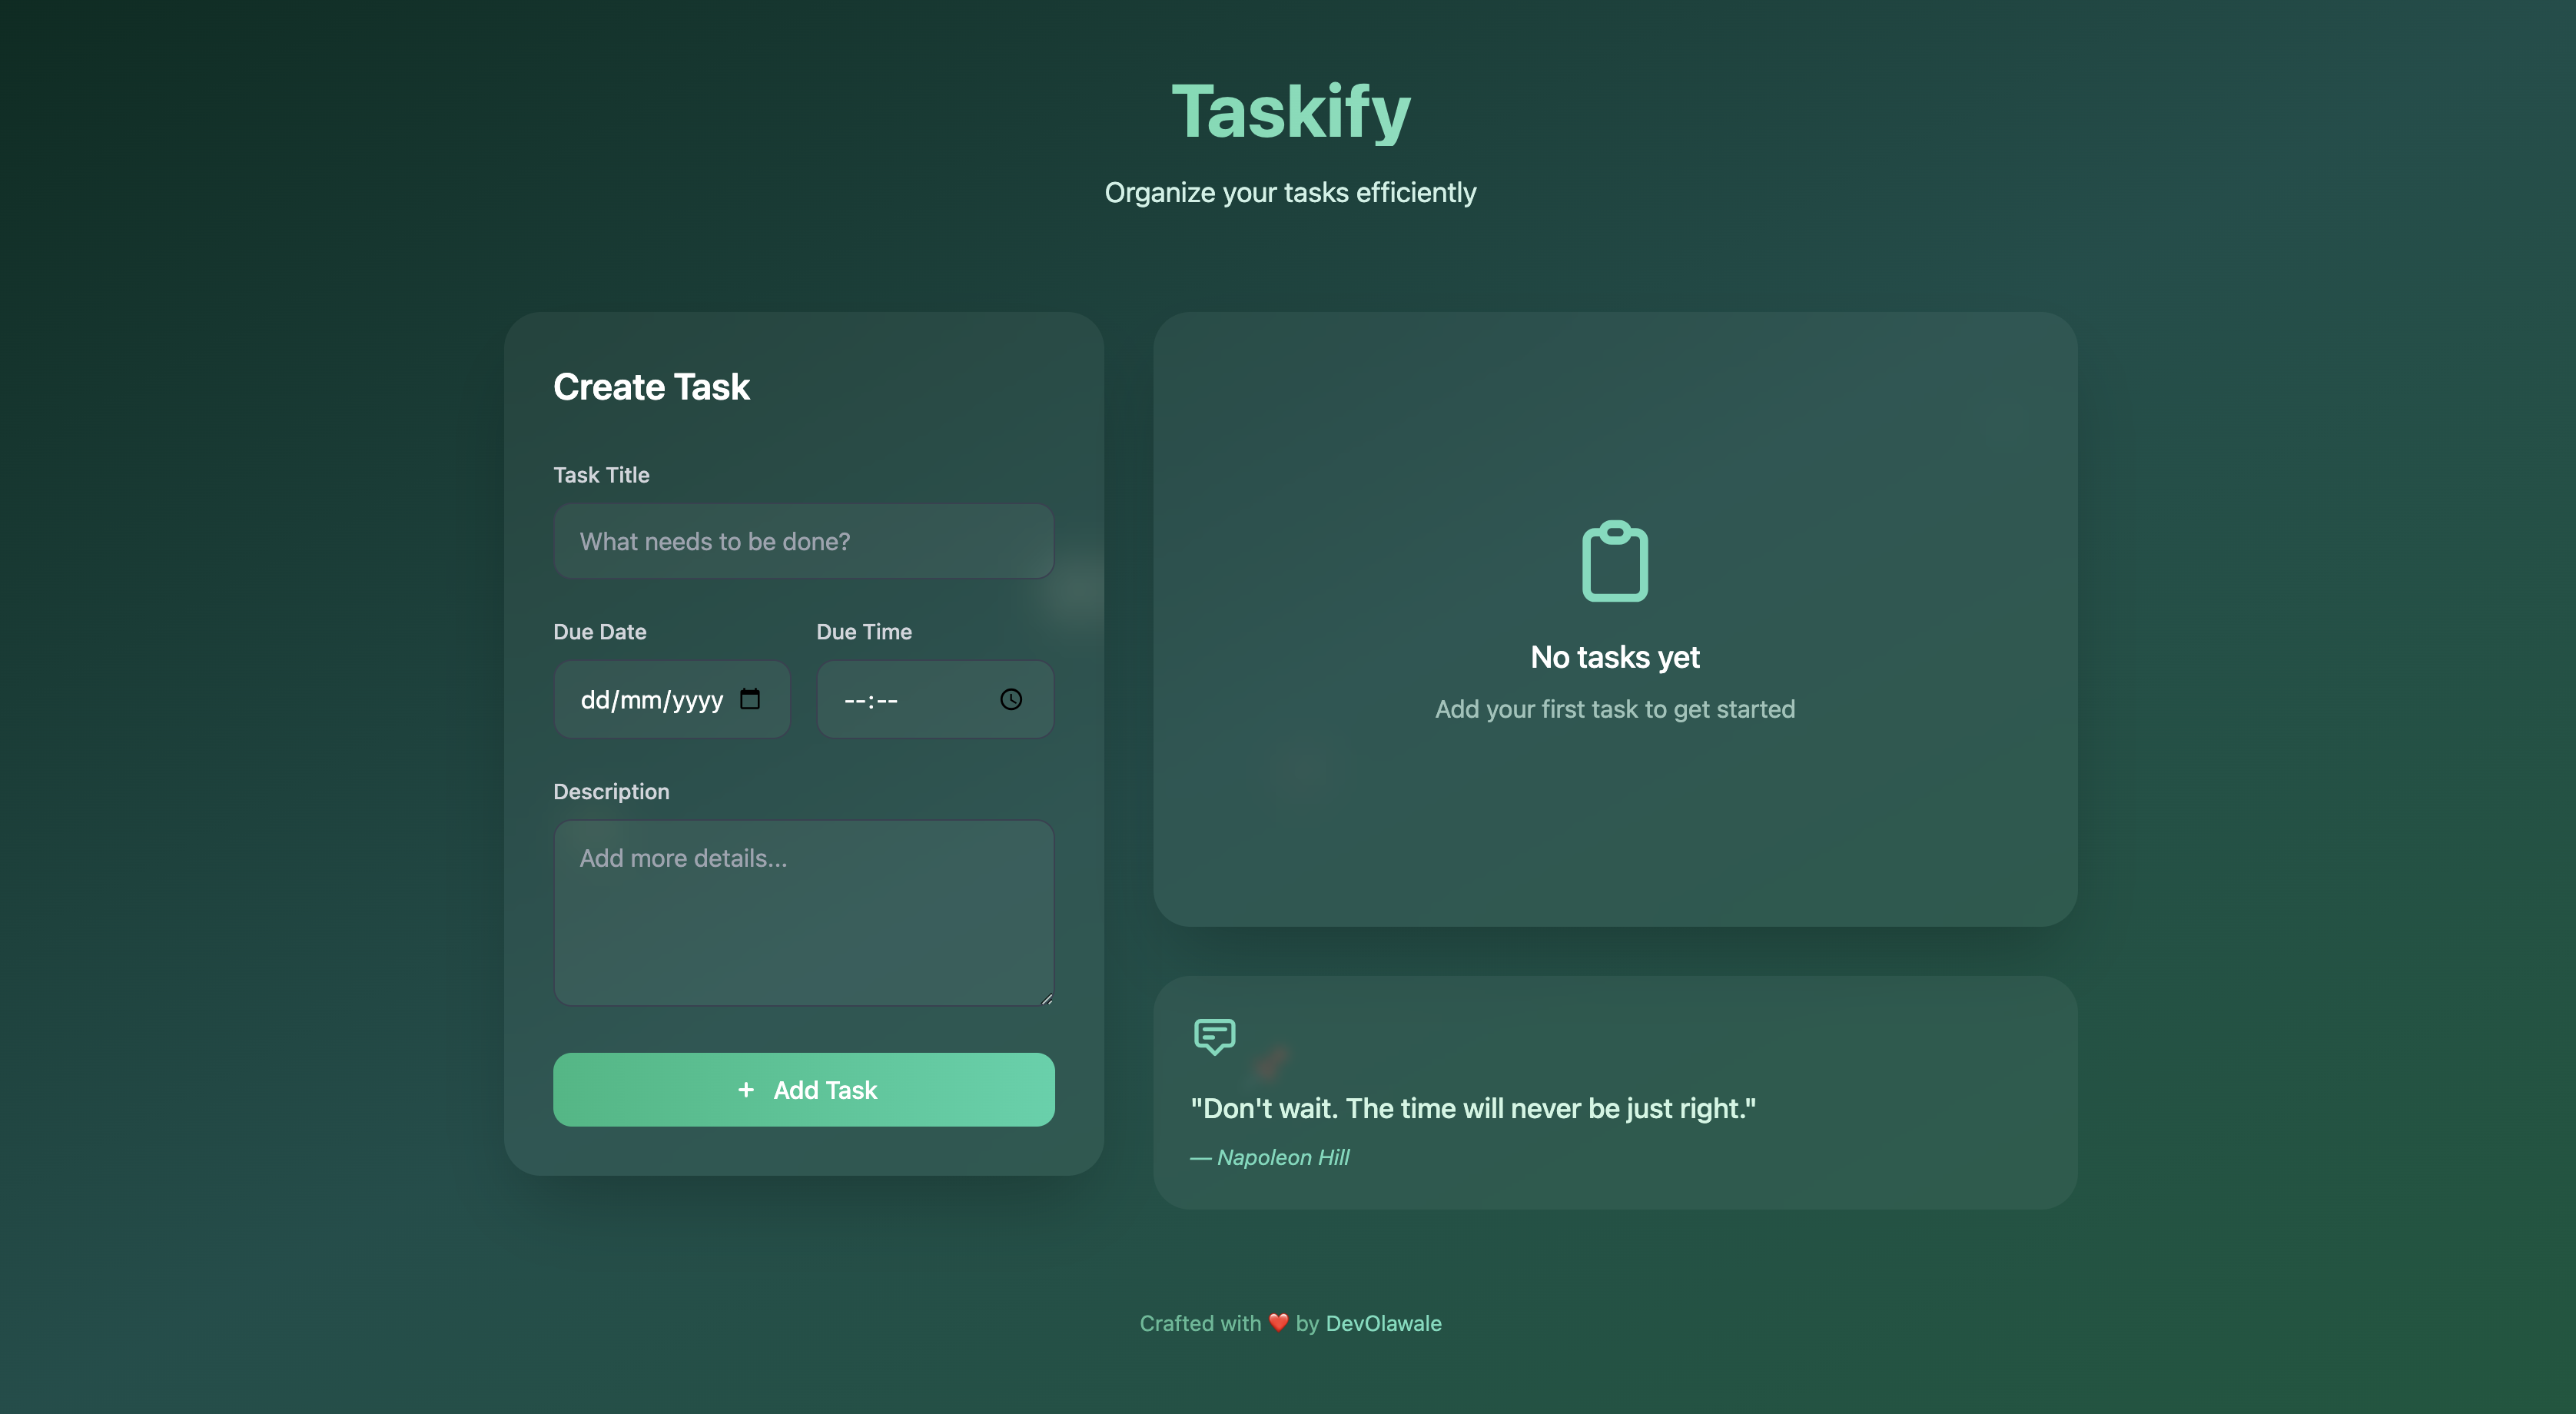 Taskify
Organize your tasks efficiently
Create Task
Task Title
What needs to be done?
Due Date
Due Time
dd/mm/yyyy
--:--
Description
Add more details...
+ Add Task
No tasks yet
Add your first task to get started
"Don't wait. The time will never be just right."
— Napoleon Hill
Crafted with ❤️ by DevOlawale